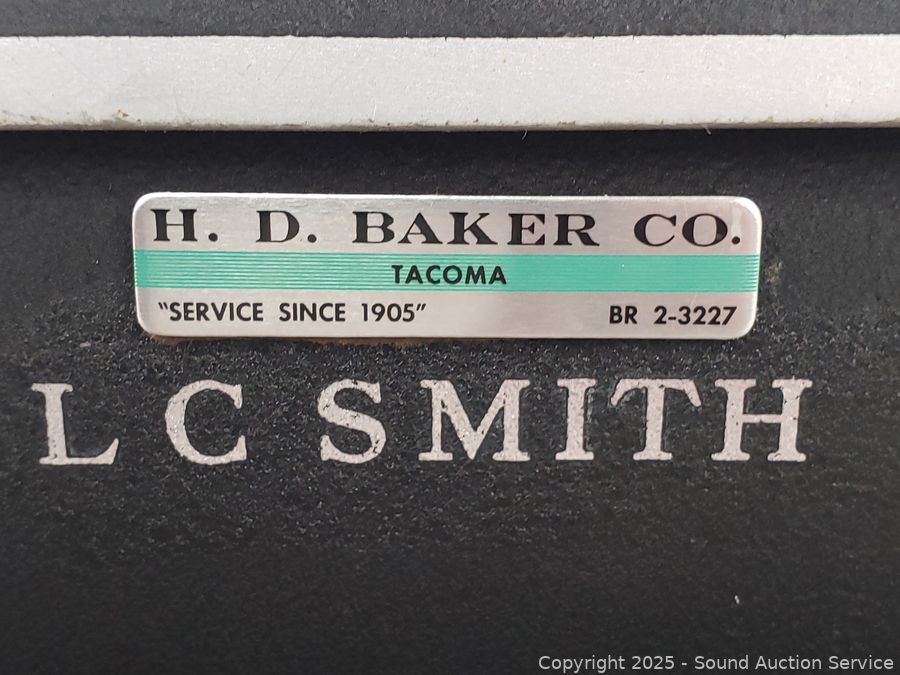 H. D. BAKER CO.
TACOMA
"SERVICE SINCE 1905" BR 2-3227
L C SMITH
Copyright 2025 - Sound Auction Service